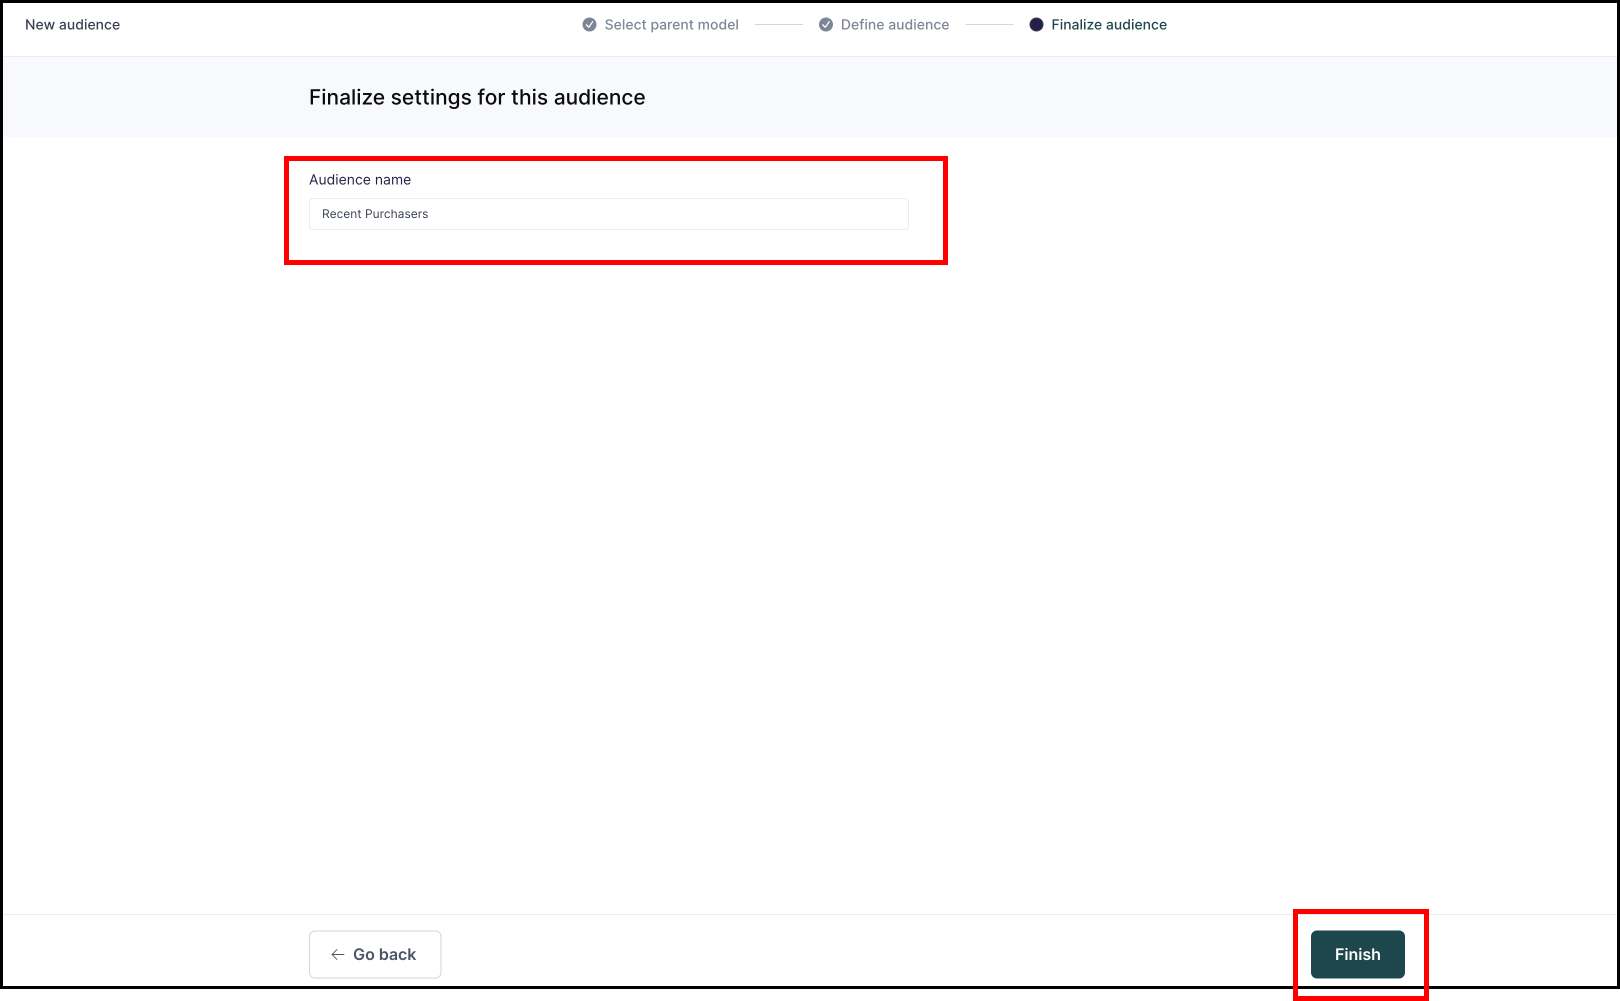 New audience
Select parent model
Define audience
Finalize audience
Finalize settings for this audience
Audience name
Recent Purchasers
Go back
Finish